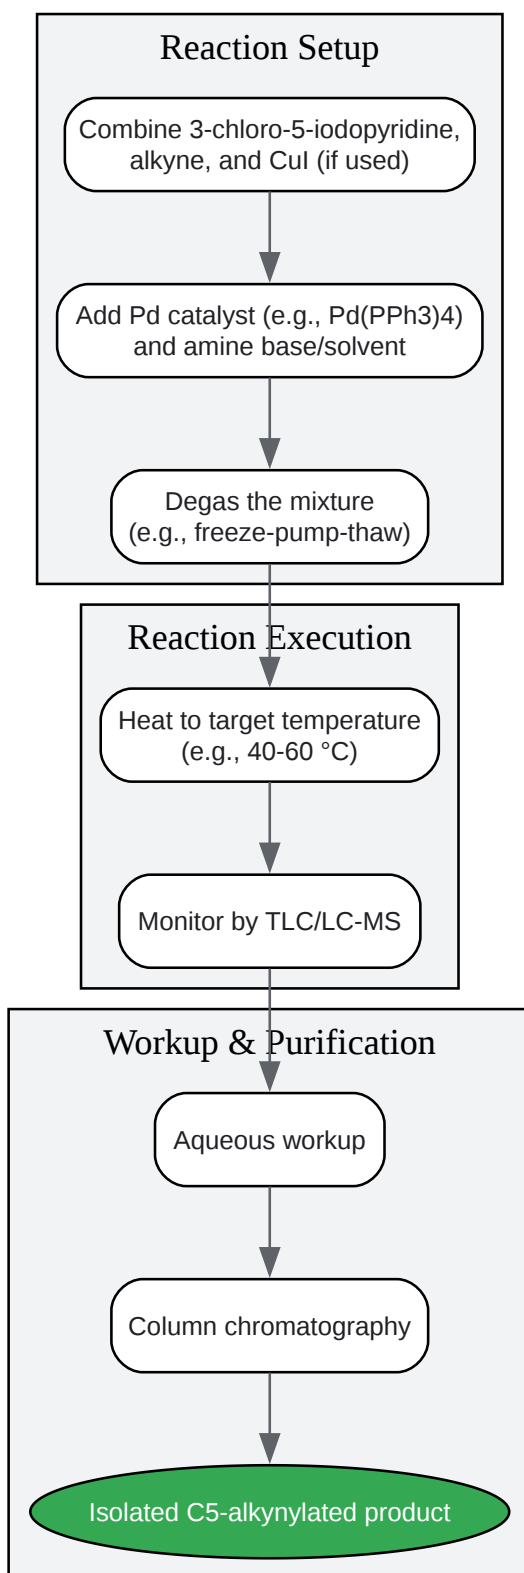 Reaction Setup
Combine 3-chloro-5-iodopyridine,
alkyne, and CuI (if used)
Add Pd catalyst (e.g., Pd(PPh3)4)
and amine base/solvent
Degas the mixture
(e.g., freeze-pump-thaw)
Reaction Execution
Heat to target temperature
(e.g., 40-60 °C)
Monitor by TLC/LC-MS
Workup & Purification
Aqueous workup
Column chromatography
Isolated C5-alkynylated product